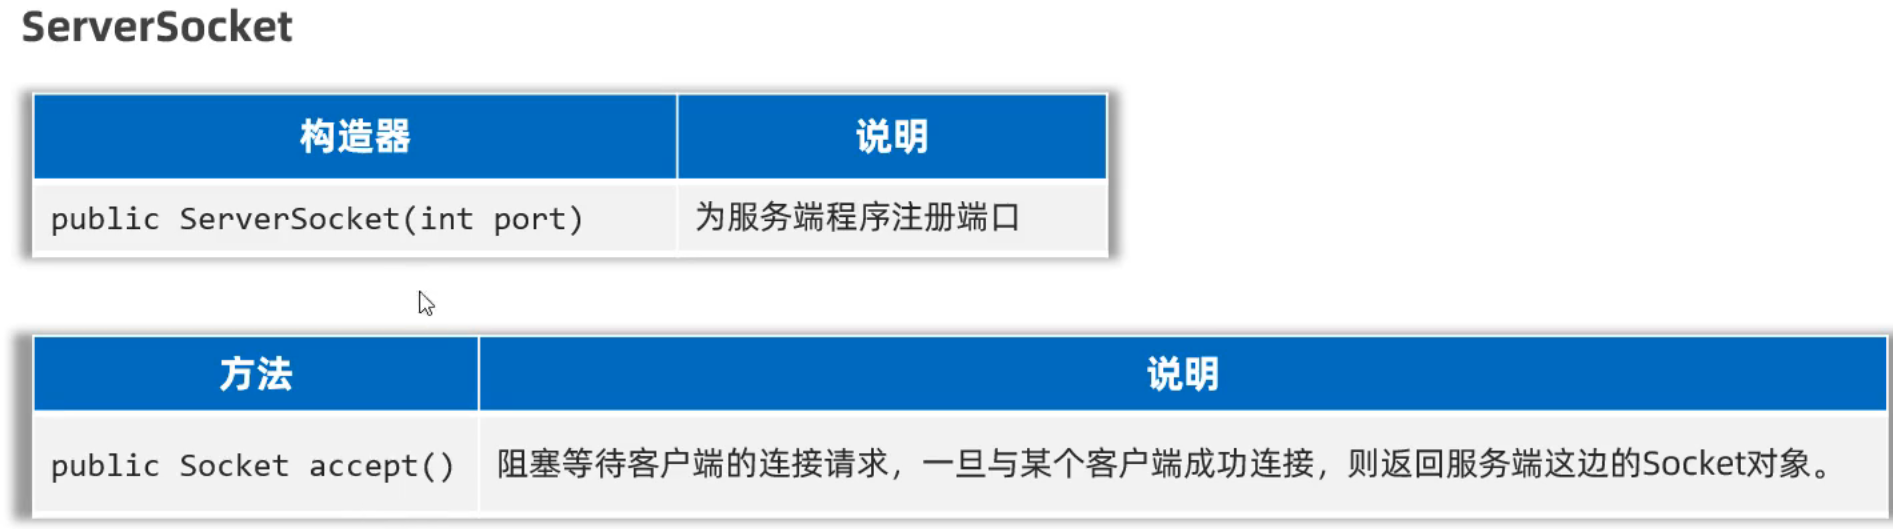 ServerSocket
构造器 说明
public ServerSocket(int port) 为服务端程序注册端口
方法 说明
public Socket accept() 阻塞等待客户端的连接请求，一旦与某个客户端成功连接，则返回服务端这边的Socket对象。